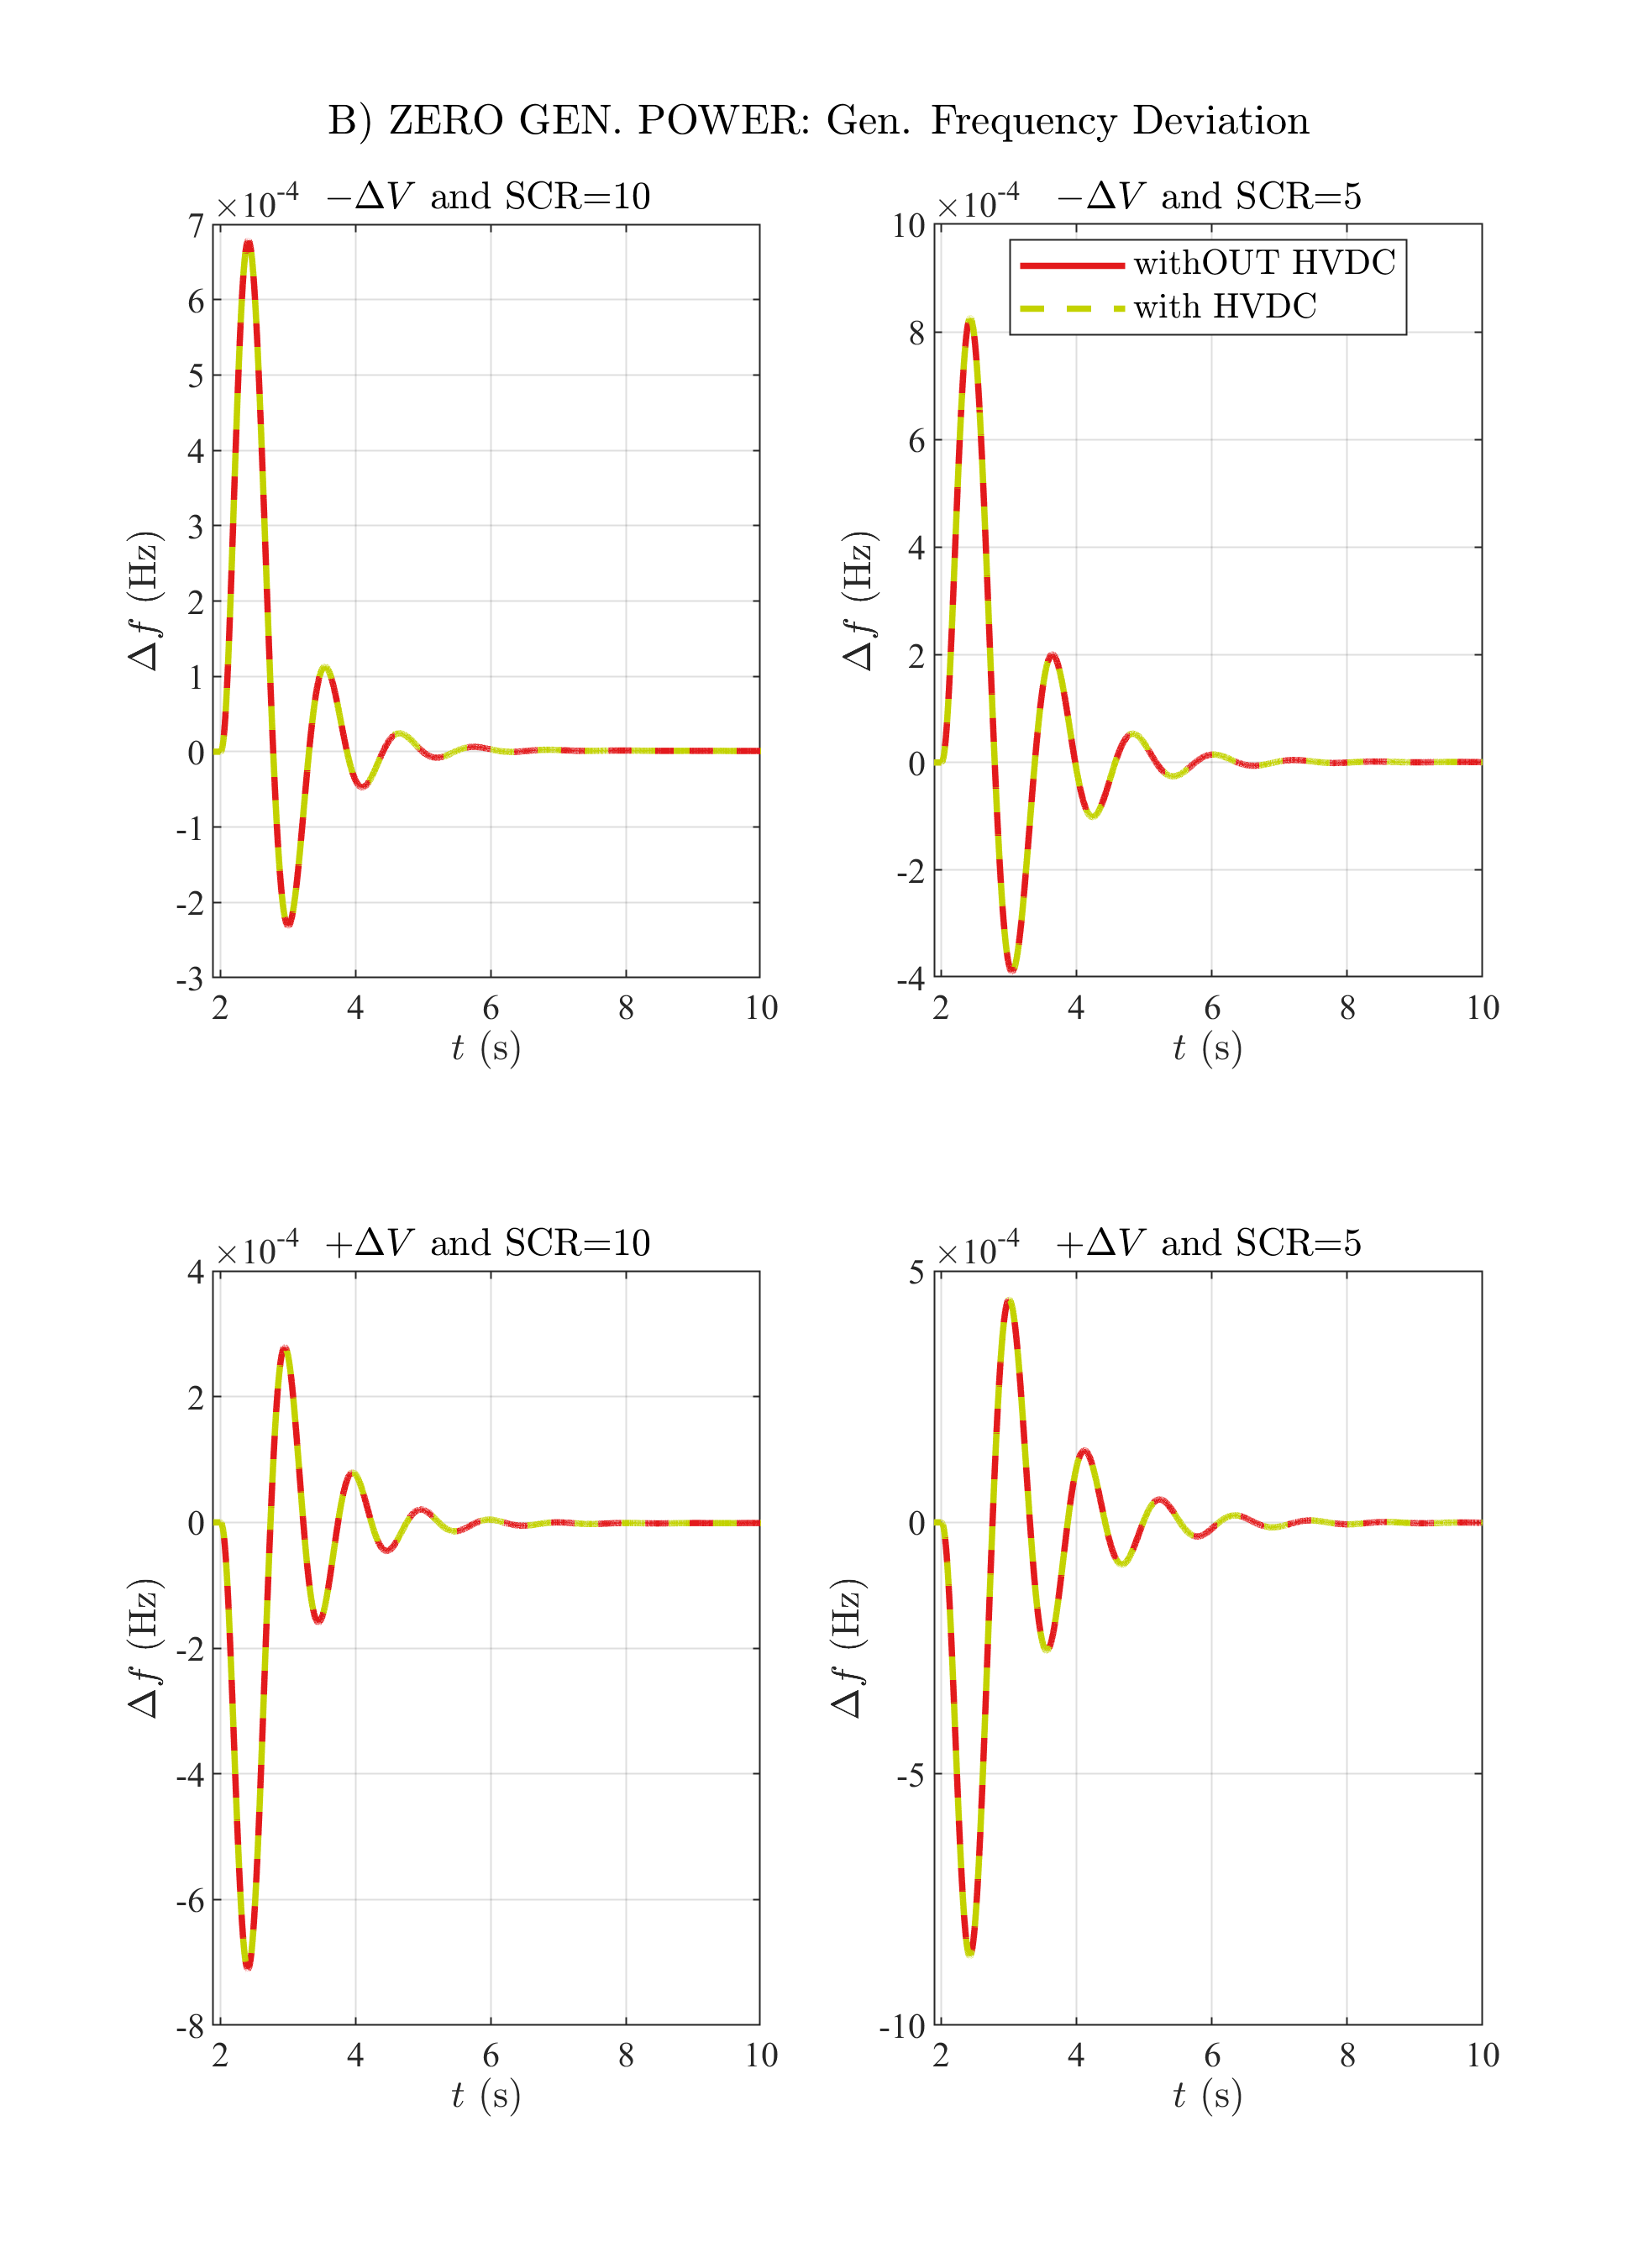 B) ZERO GEN. POWER: Gen. Frequency Deviation
×10-4 −ΔV and SCR=10
7
6
5
4
3
2
1
0
-1
-2
-3
2 4 6 8 10
Δf (Hz)
t (s)
×10-4 −ΔV and SCR=5
withOUT HVDC
with HVDC
10
8
6
4
2
0
-2
-4
2 4 6 8 10
Δf (Hz)
t (s)
×10-4 +ΔV and SCR=10
4
2
0
-2
-4
-6
-8
2 4 6 8 10
Δf (Hz)
t (s)
×10-4 +ΔV and SCR=5
5
0
-5
-10
2 4 6 8 10
Δf (Hz)
t (s)